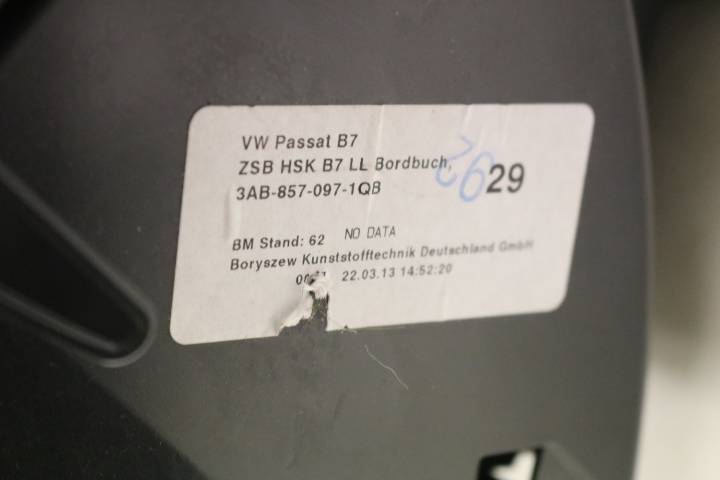 VW Passat B7
ZSB HSK B7 LL Bordbuch,
3AB-857-097-1QB
29
BM Stand: 62 NO DATA
Boryszew Kunststofftechnik Deutschland GmbH
22.03.13 14:52:20